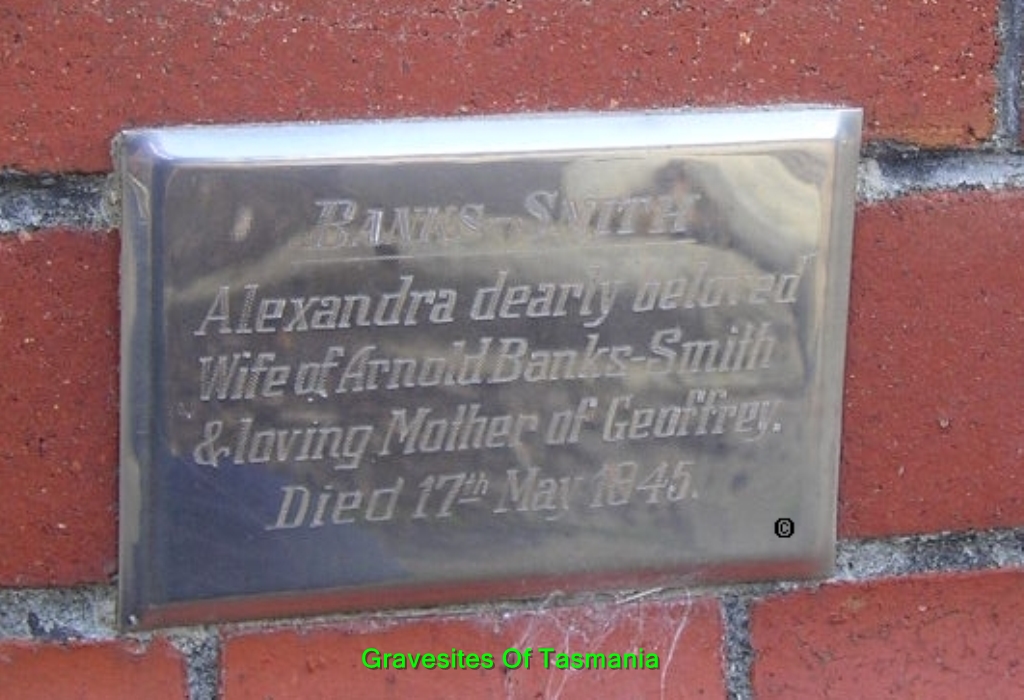 BANKS-SMITH
Alexandra dearly beloved
Wife of Arnold Banks-Smith
& loving Mother of Geoffrey.
Died 17th May 1945.
©
Gravesites Of Tasmania